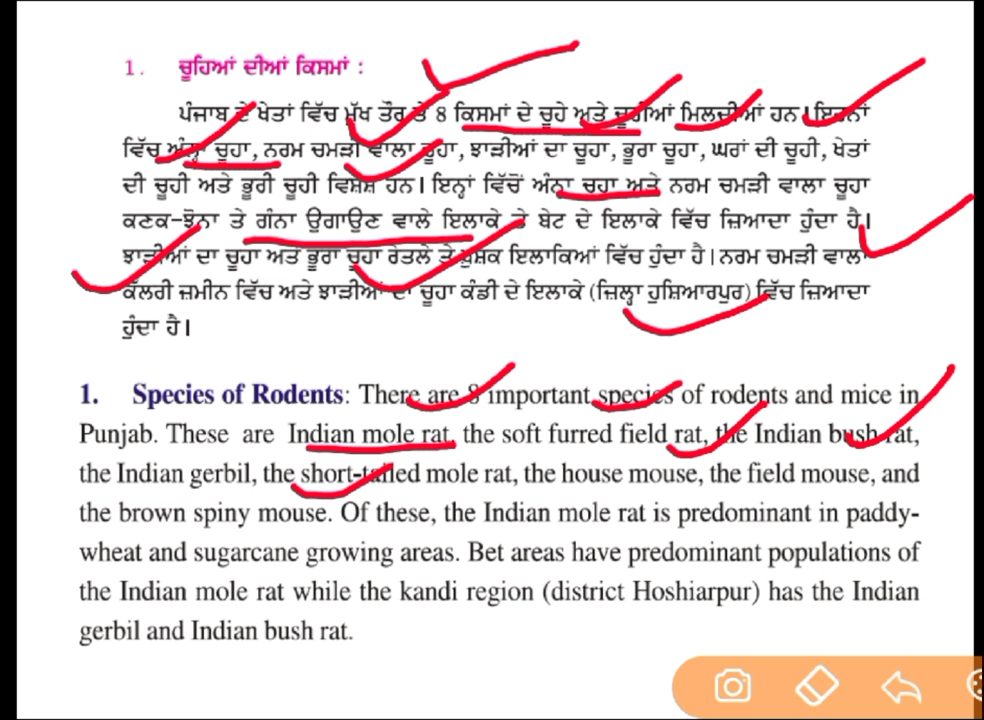 1. ਚੂਹਿਆਂ ਦੀਆਂ ਕਿਸਮਾਂ :
ਪੰਜਾਬ ਦੇ ਖੇਤਾਂ ਵਿੱਚ ਮੁੱਖ ਤੌਰ ਤੇ 8 ਕਿਸਮਾਂ ਦੇ ਚੂਹੇ ਅਤੇ ਚੂਹੀਆਂ ਮਿਲਦੀਆਂ ਹਨ। ਇਹਨਾਂ
ਵਿੱਚ ਅੰਨ੍ਹਾ ਚੂਹਾ, ਨਰਮ ਚਮੜੀ ਵਾਲਾ ਚੂਹਾ, ਝਾੜੀਆਂ ਦਾ ਚੂਹਾ, ਭੂਰਾ ਚੂਹਾ, ਘਰਾਂ ਦੀ ਚੂਹੀ, ਖੇਤਾਂ
ਦੀ ਚੂਹੀ ਅਤੇ ਭੂਰੀ ਚੂਹੀ ਵਿਸ਼ੇਸ਼ ਹਨ। ਇਨ੍ਹਾਂ ਵਿੱਚੋਂ ਅੰਨਾ ਚੂਹਾ ਅਤੇ ਨਰਮ ਚਮੜੀ ਵਾਲਾ ਚੂਹਾ
ਕਣਕ-ਝੋਨਾ ਤੇ ਗੰਨਾ ਉਗਾਉਣ ਵਾਲੇ ਇਲਾਕੇ ਤੇ ਬੇਟ ਦੇ ਇਲਾਕੇ ਵਿੱਚ ਜ਼ਿਆਦਾ ਹੁੰਦਾ ਹੈ।
ਝਾੜੀਆਂ ਦਾ ਚੂਹਾ ਅਤੇ ਭੂਰਾ ਚੂਹਾ ਰੇਤਲੇ ਤੇ ਖੁਸ਼ਕ ਇਲਾਕਿਆਂ ਵਿੱਚ ਹੁੰਦਾ ਹੈ। ਨਰਮ ਚਮੜੀ ਵਾਲਾ
ਕੱਲਰੀ ਜ਼ਮੀਨ ਵਿੱਚ ਅਤੇ ਝਾੜੀਆਂ ਦਾ ਚੂਹਾ ਕੰਡੀ ਦੇ ਇਲਾਕੇ (ਜ਼ਿਲ੍ਹਾ ਹੁਸ਼ਿਆਰਪੁਰ) ਵਿੱਚ ਜ਼ਿਆਦਾ
ਹੁੰਦਾ ਹੈ।
1. Species of Rodents: There are 8 important species of rodents and mice in
Punjab. These are Indian mole rat, the soft furred field rat, the Indian bush rat,
the Indian gerbil, the short-tailed mole rat, the house mouse, the field mouse, and
the brown spiny mouse. Of these, the Indian mole rat is predominant in paddy-
wheat and sugarcane growing areas. Bet areas have predominant populations of
the Indian mole rat while the kandi region (district Hoshiarpur) has the Indian
gerbil and Indian bush rat.